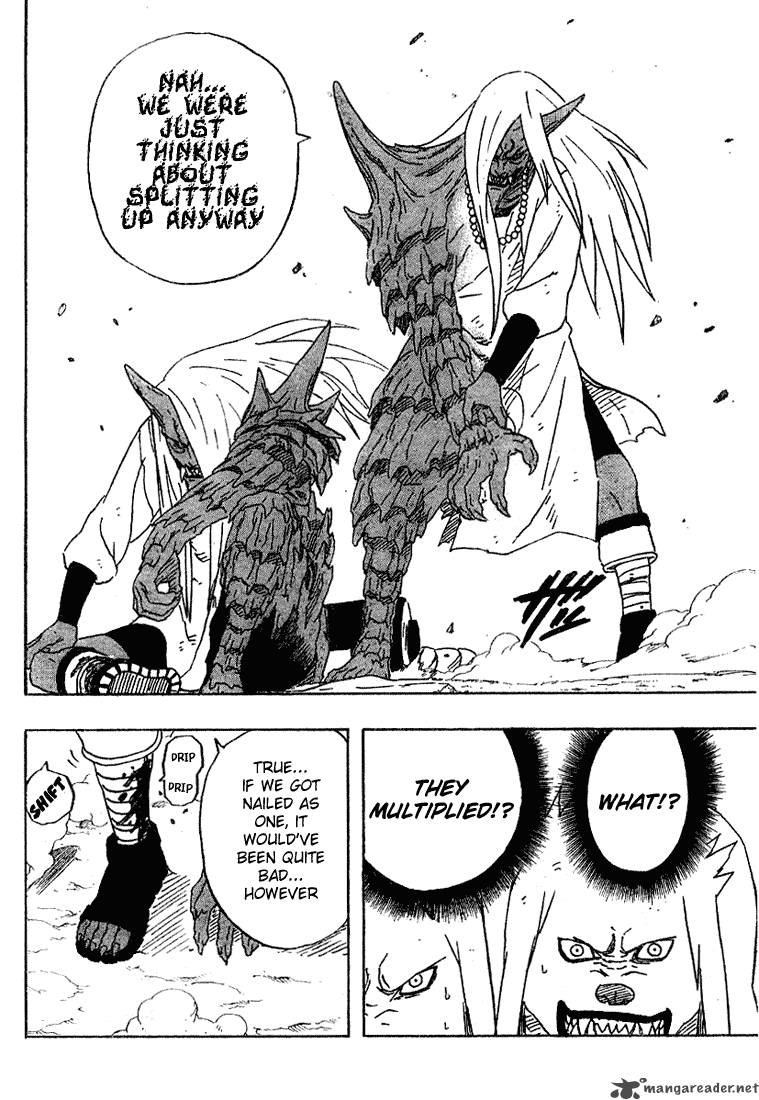 NAH...
WE WERE
JUST
THINKING
ABOUT
SPLITTING
UP ANYWAY
WHAT!?
THEY
MULTIPLIED!?
TRUE...
IF WE GOT
NAILED AS
ONE, IT
WOULD'VE
BEEN QUITE
BAD...
HOWEVER
DRIP
DRIP
SHIFT
mangareader.net